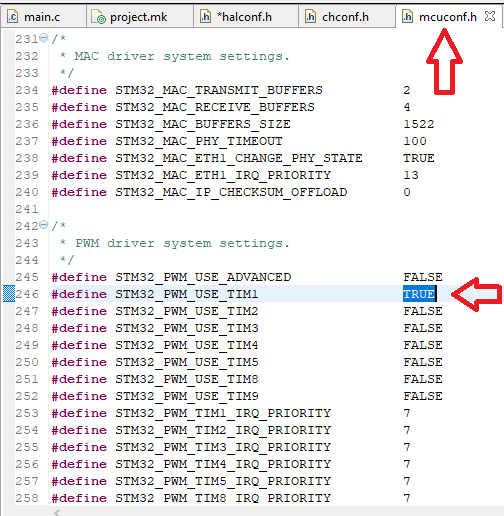 main.c project.mk *halconf.h chconf.h mcuconf.h
231 /*
232 * MAC driver system settings.
233 */
234 #define STM32_MAC_TRANSMIT_BUFFERS 2
235 #define STM32_MAC_RECEIVE_BUFFERS 4
236 #define STM32_MAC_BUFFERS_SIZE 1522
237 #define STM32_MAC_PHY_TIMEOUT 100
238 #define STM32_MAC_ETH1_CHANGE_PHY_STATE TRUE
239 #define STM32_MAC_ETH1_IRQ_PRIORITY 13
240 #define STM32_MAC_IP_CHECKSUM_OFFLOAD 0
241
242 /*
243 * PWM driver system settings.
244 */
245 #define STM32_PWM_USE_ADVANCED FALSE
246 #define STM32_PWM_USE_TIM1 TRUE
247 #define STM32_PWM_USE_TIM2 FALSE
248 #define STM32_PWM_USE_TIM3 FALSE
249 #define STM32_PWM_USE_TIM4 FALSE
250 #define STM32_PWM_USE_TIM5 FALSE
251 #define STM32_PWM_USE_TIM8 FALSE
252 #define STM32_PWM_USE_TIM9 FALSE
253 #define STM32_PWM_TIM1_IRQ_PRIORITY 7
254 #define STM32_PWM_TIM2_IRQ_PRIORITY 7
255 #define STM32_PWM_TIM3_IRQ_PRIORITY 7
256 #define STM32_PWM_TIM4_IRQ_PRIORITY 7
257 #define STM32_PWM_TIM5_IRQ_PRIORITY 7
258 #define STM32_PWM_TIM8_IRQ_PRIORITY 7